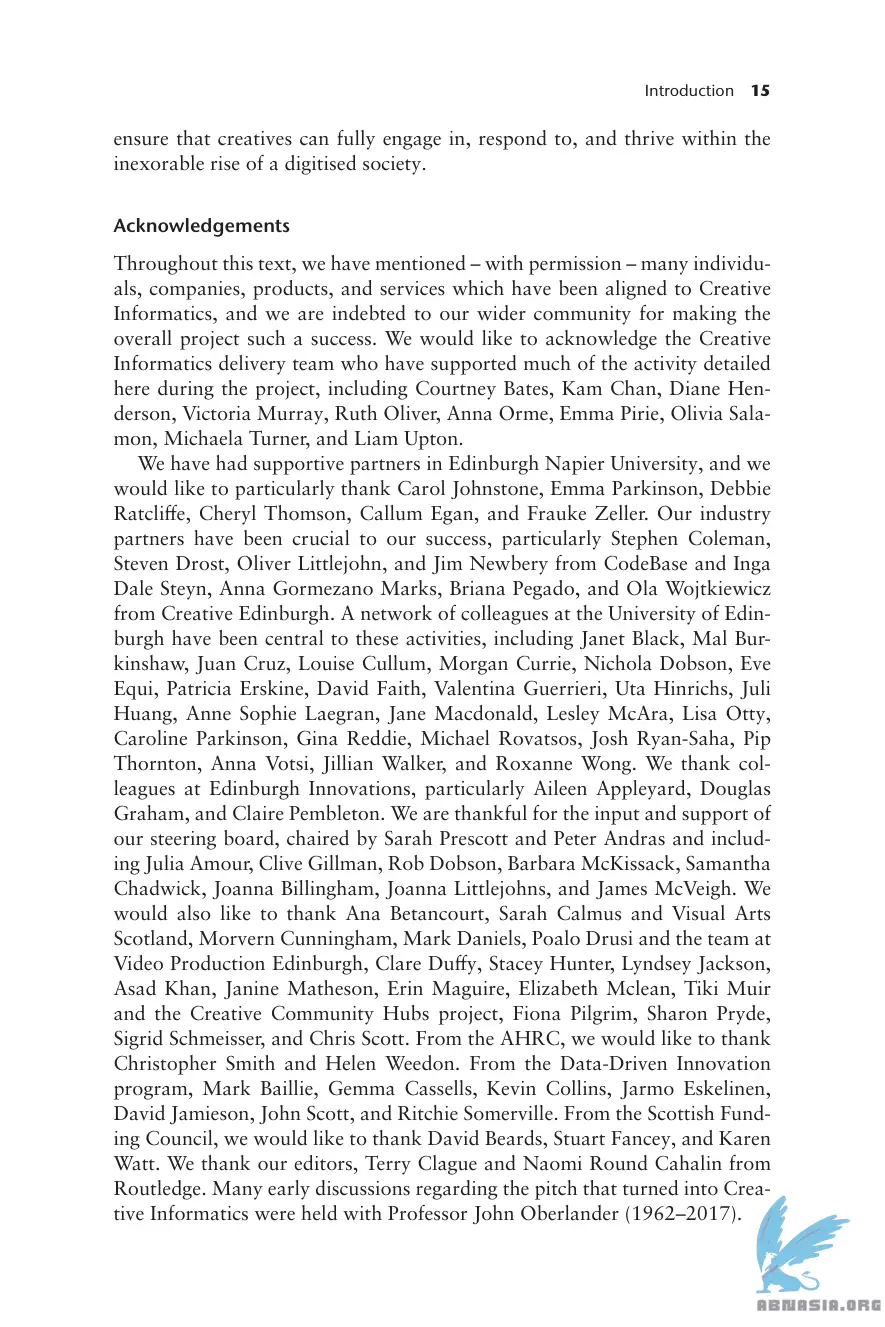 Introduction 15
ensure that creatives can fully engage in, respond to, and thrive within the
inexorable rise of a digitised society.
Acknowledgements
Throughout this text, we have mentioned – with permission – many individu-
als, companies, products, and services which have been aligned to Creative
Informatics, and we are indebted to our wider community for making the
overall project such a success. We would like to acknowledge the Creative
Informatics delivery team who have supported much of the activity detailed
here during the project, including Courtney Bates, Kam Chan, Diane Hen-
derson, Victoria Murray, Ruth Oliver, Anna Orme, Emma Pirie, Olivia Sala-
mon, Michaela Turner, and Liam Upton.
We have had supportive partners in Edinburgh Napier University, and we
would like to particularly thank Carol Johnstone, Emma Parkinson, Debbie
Ratcliffe, Cheryl Thomson, Callum Egan, and Frauke Zeller. Our industry
partners have been crucial to our success, particularly Stephen Coleman,
Steven Drost, Oliver Littlejohn, and Jim Newbery from CodeBase and Inga
Dale Steyn, Anna Gormezano Marks, Briana Pegado, and Ola Wojtkiewicz
from Creative Edinburgh. A network of colleagues at the University of Edin-
burgh have been central to these activities, including Janet Black, Mal Bur-
kinshaw, Juan Cruz, Louise Cullum, Morgan Currie, Nichola Dobson, Eve
Equi, Patricia Erskine, David Faith, Valentina Guerrieri, Uta Hinrichs, Juli
Huang, Anne Sophie Laegran, Jane Macdonald, Lesley McAra, Lisa Otty,
Caroline Parkinson, Gina Reddie, Michael Rovatsos, Josh Ryan-Saha, Pip
Thornton, Anna Votsi, Jillian Walker, and Roxanne Wong. We thank col-
leagues at Edinburgh Innovations, particularly Aileen Appleyard, Douglas
Graham, and Claire Pembleton. We are thankful for the input and support of
our steering board, chaired by Sarah Prescott and Peter Andras and includ-
ing Julia Amour, Clive Gillman, Rob Dobson, Barbara McKissack, Samantha
Chadwick, Joanna Billingham, Joanna Littlejohns, and James McVeigh. We
would also like to thank Ana Betancourt, Sarah Calmus and Visual Arts
Scotland, Morvern Cunningham, Mark Daniels, Poalo Drusi and the team at
Video Production Edinburgh, Clare Duffy, Stacey Hunter, Lyndsey Jackson,
Asad Khan, Janine Matheson, Erin Maguire, Elizabeth Mclean, Tiki Muir
and the Creative Community Hubs project, Fiona Pilgrim, Sharon Pryde,
Sigrid Schmeisser, and Chris Scott. From the AHRC, we would like to thank
Christopher Smith and Helen Weedon. From the Data-Driven Innovation
program, Mark Baillie, Gemma Cassells, Kevin Collins, Jarmo Eskelinen,
David Jamieson, John Scott, and Ritchie Somerville. From the Scottish Fund-
ing Council, we would like to thank David Beards, Stuart Fancey, and Karen
Watt. We thank our editors, Terry Clague and Naomi Round Cahalin from
Routledge. Many early discussions regarding the pitch that turned into Crea-
tive Informatics were held with Professor John Oberlander (1962–2017).
ABNASIA.ORG